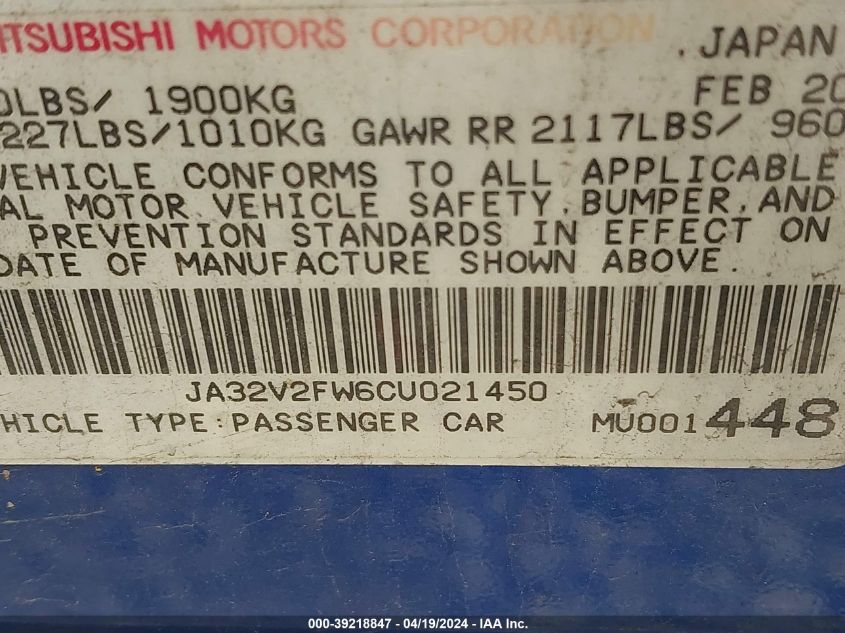 ITSUBISHI MOTORS CORPORATION . JAPAN
0LBS/ 1900KG FEB 20
227LBS/1010KG GAWR RR 2117LBS/ 960
VEHICLE CONFORMS TO ALL APPLICABLE
AL MOTOR VEHICLE SAFETY, BUMPER, AND
PREVENTION STANDARDS IN EFFECT ON
DATE OF MANUFACTURE SHOWN ABOVE.
JA32V2FW6CU021450
HICLE TYPE:PASSENGER CAR MU001448
000-39218847 - 04/19/2024 - IAA Inc.